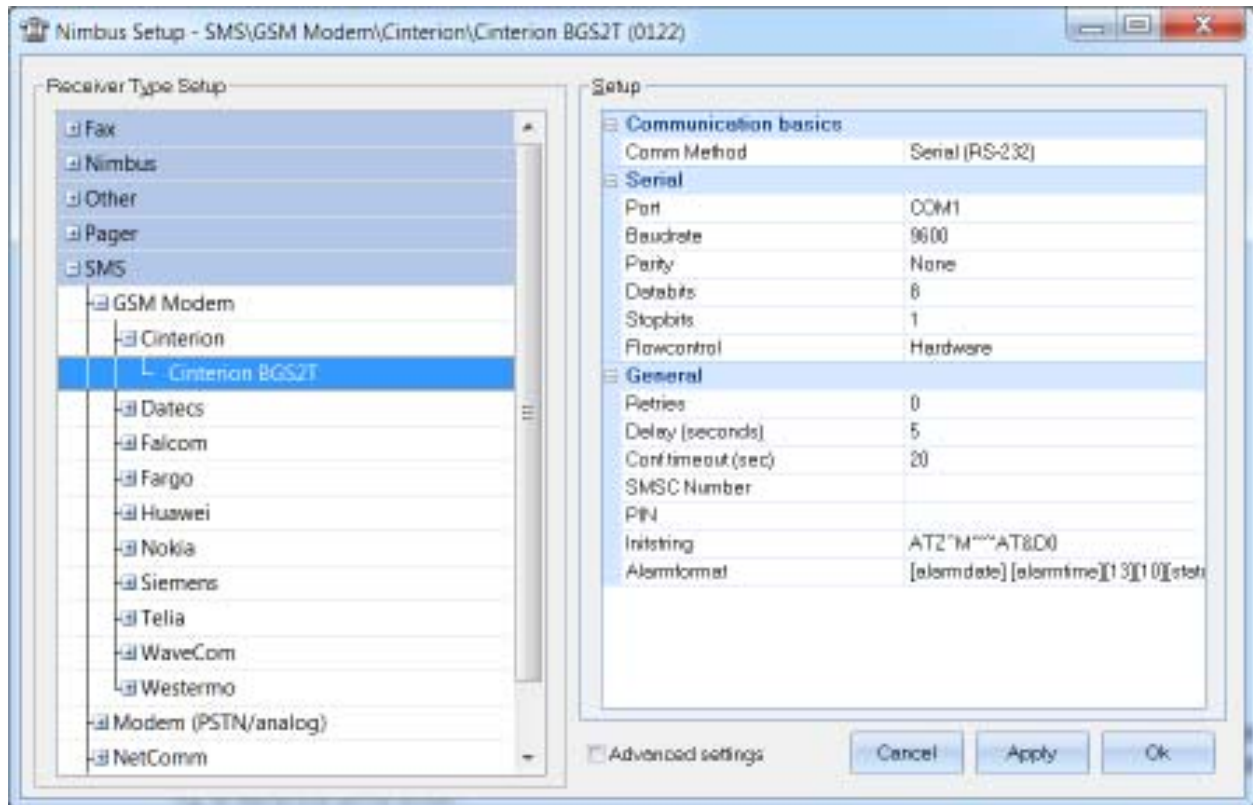 Nimbus Setup - SMS\GSM Modem\Cinterion\Cinterion BGS2T (0122)
Receiver Type Setup
Fax
Nimbus
Other
Pager
SMS
GSM Modem
Cinterion
Cinterion BGS2T
Datecs
Falcom
Fargo
Huawei
Nokia
Siemens
Telia
WaveCom
Westermo
Modem (PSTN/analog)
NetComm
Setup
Communication basics
Comm Method Serial (RS-232)
Serial
Port COM1
Baudrate 9600
Parity None
Databits 8
Stopbits 1
Flowcontrol Hardware
General
Retries 0
Delay (seconds) 5
Conf timeout (sec) 20
SMSC Number
PIN
Initstring
Alarmformat [alarmdate] [alarmtime][13][10][stat
Advanced settings
Cancel
Apply
Ok